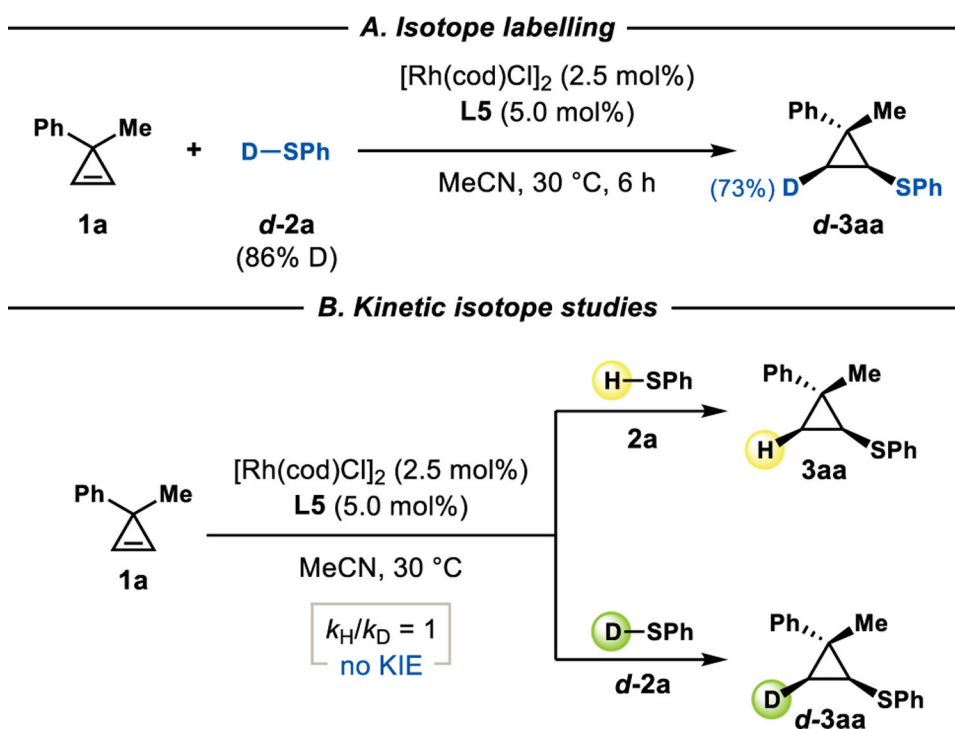 A. Isotope labelling
[Rh(cod)Cl]2 (2.5 mol%)
L5 (5.0 mol%)
MeCN, 30 °C, 6 h
Ph Me
1a
+
D–SPh
d-2a
(86% D)
Ph Me
(73%) D SPh
d-3aa
B. Kinetic isotope studies
Ph Me
1a
[Rh(cod)Cl]2 (2.5 mol%)
L5 (5.0 mol%)
MeCN, 30 °C
kH/kD = 1
no KIE
H–SPh
2a
Ph Me
H SPh
3aa
D–SPh
d-2a
Ph Me
D SPh
d-3aa